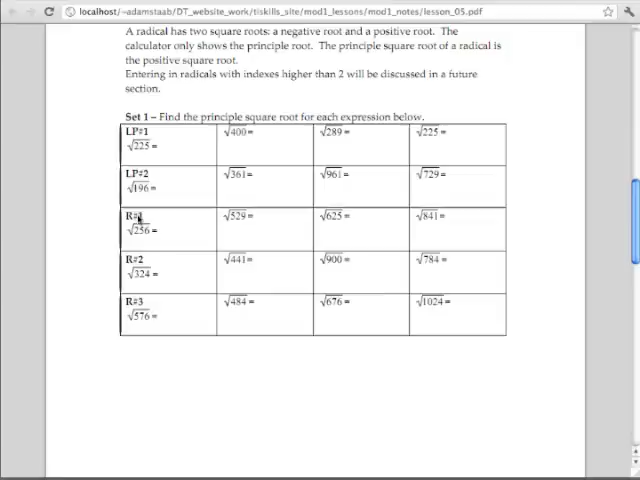 localhost/~adamstaab/DT_website_work/tiskills_site/mod1_lessons/mod1_notes/lesson_05.pdf
A radical has two square roots: a negative root and a positive root. The
calculator only shows the principle root. The principle square root of a radical is
the positive square root.
Entering in radicals with indexes higher than 2 will be discussed in a future
section.
Set 1 – Find the principle square root for each expression below.
LP#1 √400 = √289 = √225 =
√225 =
LP#2 √361 = √961 = √729 =
√196 =
R#1 √529 = √625 = √841 =
√256 =
R#2 √441 = √900 = √784 =
√324 =
R#3 √484 = √676 = √1024 =
√576 =